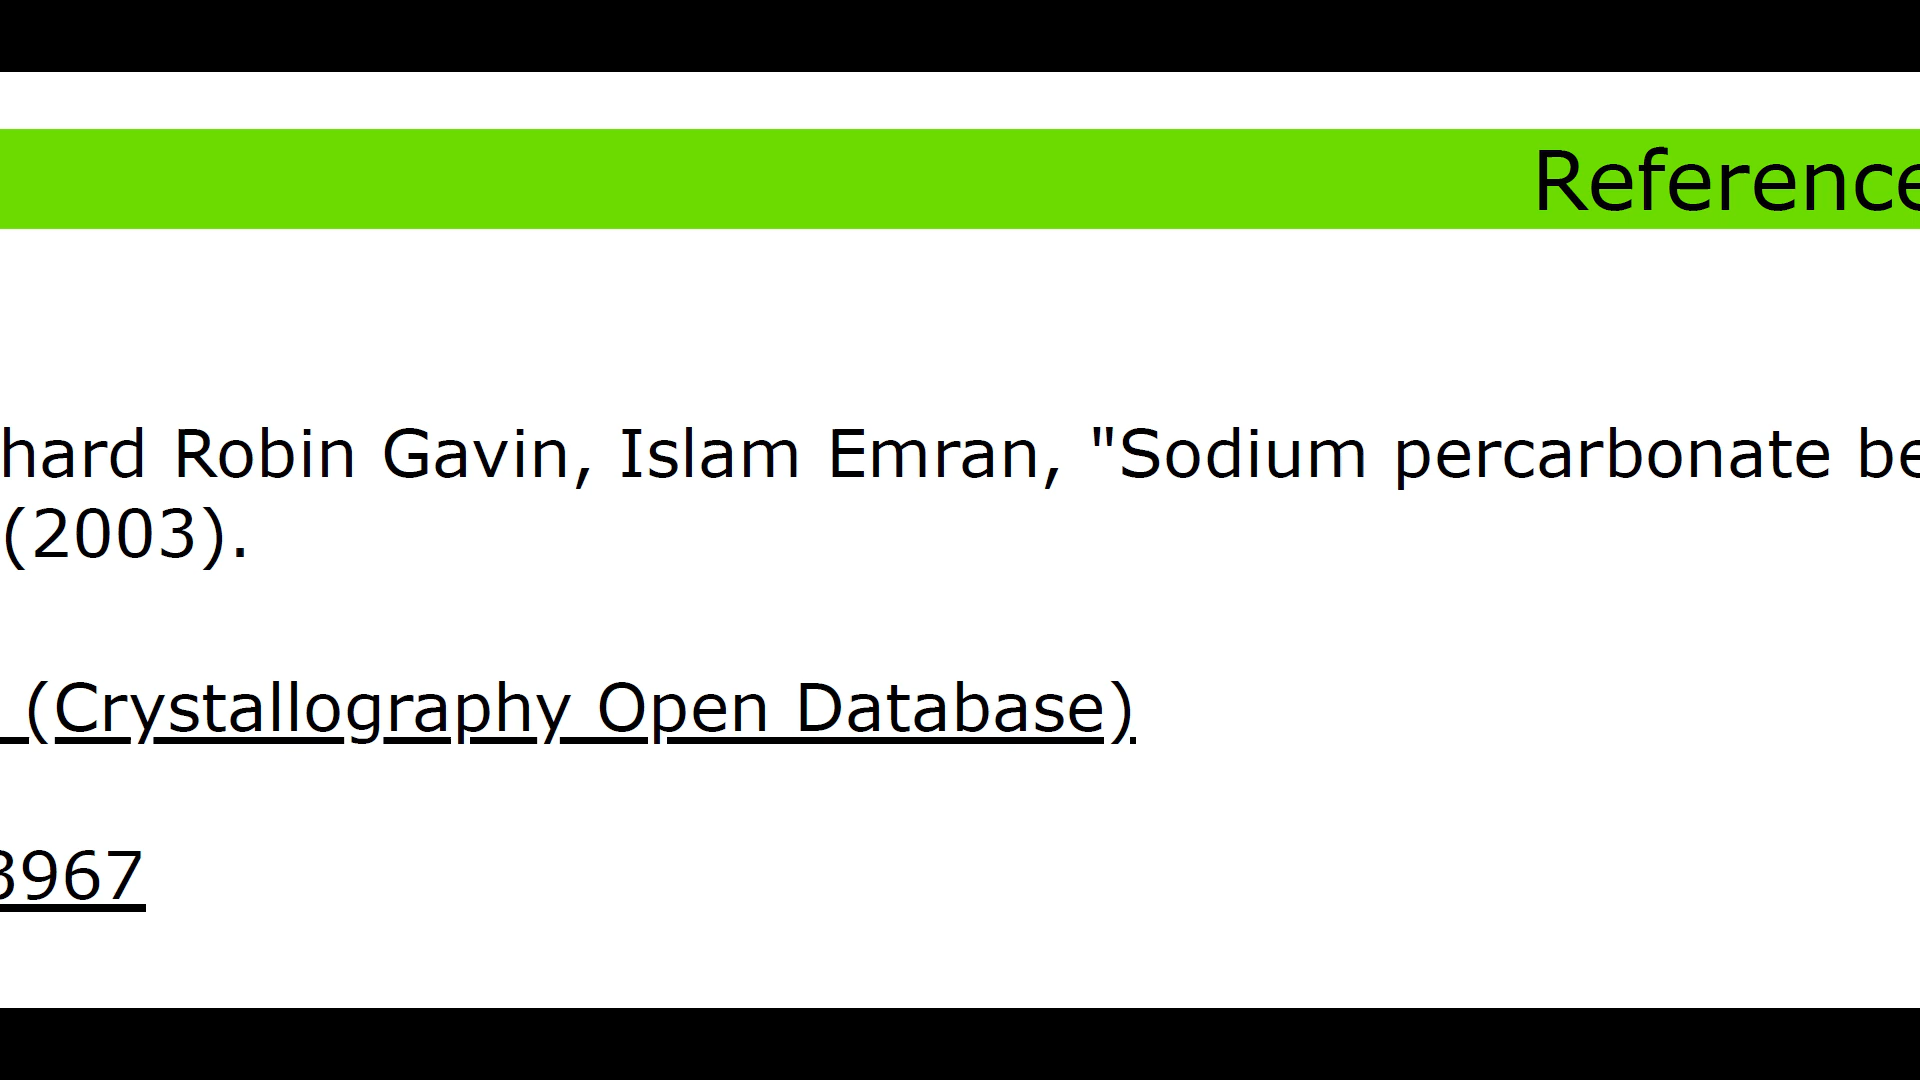 Reference
hard Robin Gavin, Islam Emran, "Sodium percarbonate be
(2003).
(Crystallography Open Database)
3967